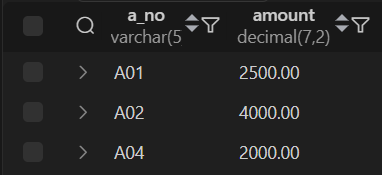 a_no amount
varchar(5 decimal(7,2)
A01 2500.00
A02 4000.00
A04 2000.00